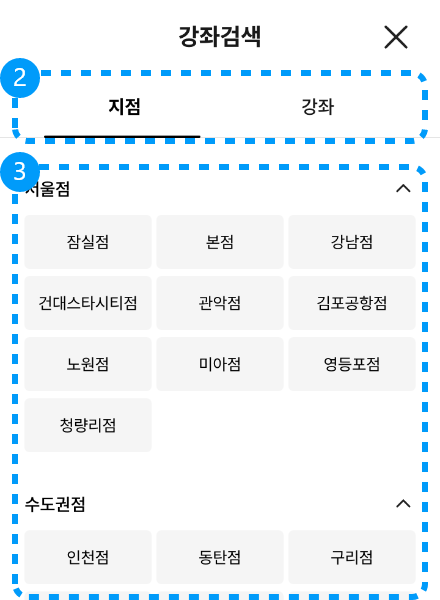 강좌검색
2
지점 강좌
3
서울점
잠실점 본점 강남점
건대스타시티점 관악점 김포공항점
노원점 미아점 영등포점
청량리점
수도권점
인천점 동탄점 구리점